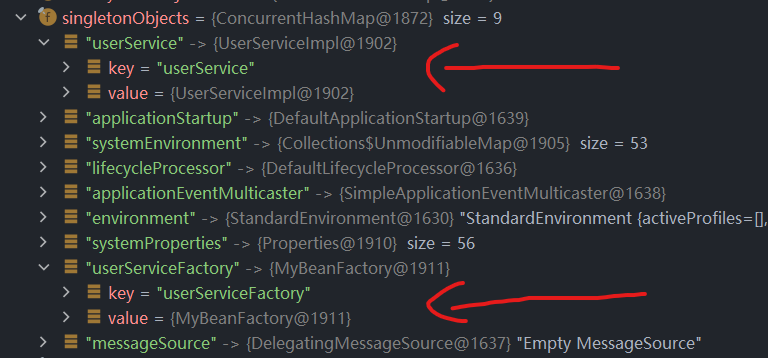 singletonObjects = {ConcurrentHashMap@1872} size = 9
"userService" -> {UserServiceImpl@1902}
key = "userService"
value = {UserServiceImpl@1902}
"applicationStartup" -> {DefaultApplicationStartup@1639}
"systemEnvironment" -> {Collections$UnmodifiableMap@1905} size = 53
"lifecycleProcessor" -> {DefaultLifecycleProcessor@1636}
"applicationEventMulticaster" -> {SimpleApplicationEventMulticaster@1638}
"environment" -> {StandardEnvironment@1630} "StandardEnvironment {activeProfiles=[],
"systemProperties" -> {Properties@1910} size = 56
"userServiceFactory" -> {MyBeanFactory@1911}
key = "userServiceFactory"
value = {MyBeanFactory@1911}
"messageSource" -> {DelegatingMessageSource@1637} "Empty MessageSource"